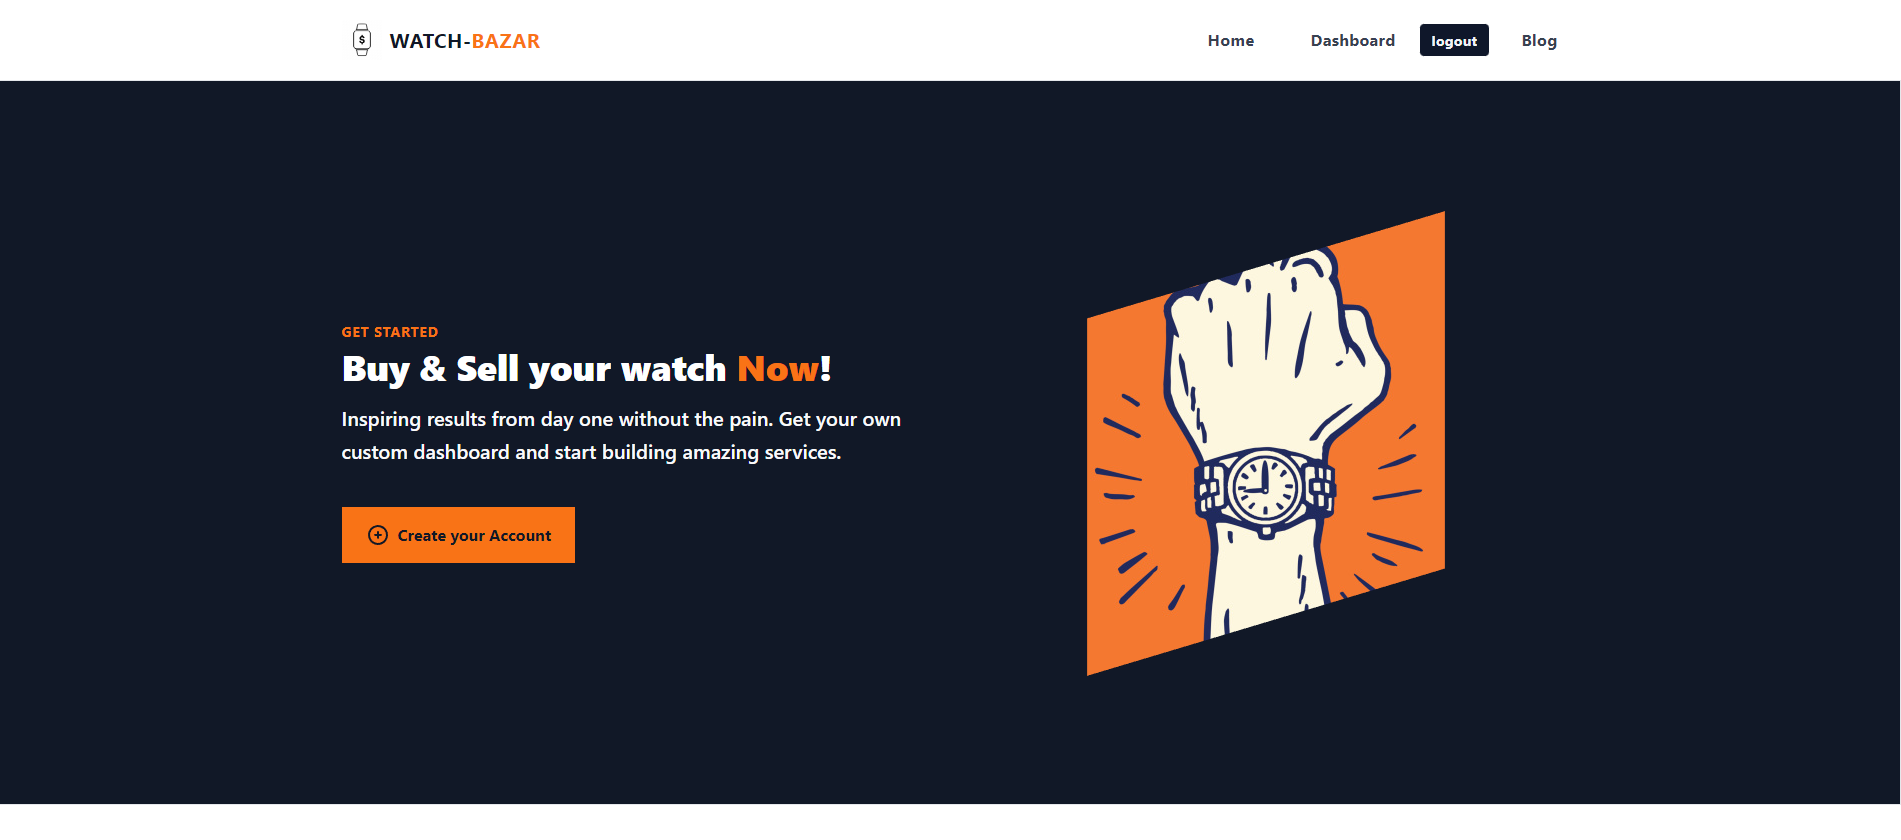 $
WATCH-BAZAR
Home Dashboard logout Blog
GET STARTED
Buy & Sell your watch Now!
Inspiring results from day one without the pain. Get your own
custom dashboard and start building amazing services.
Create your Account